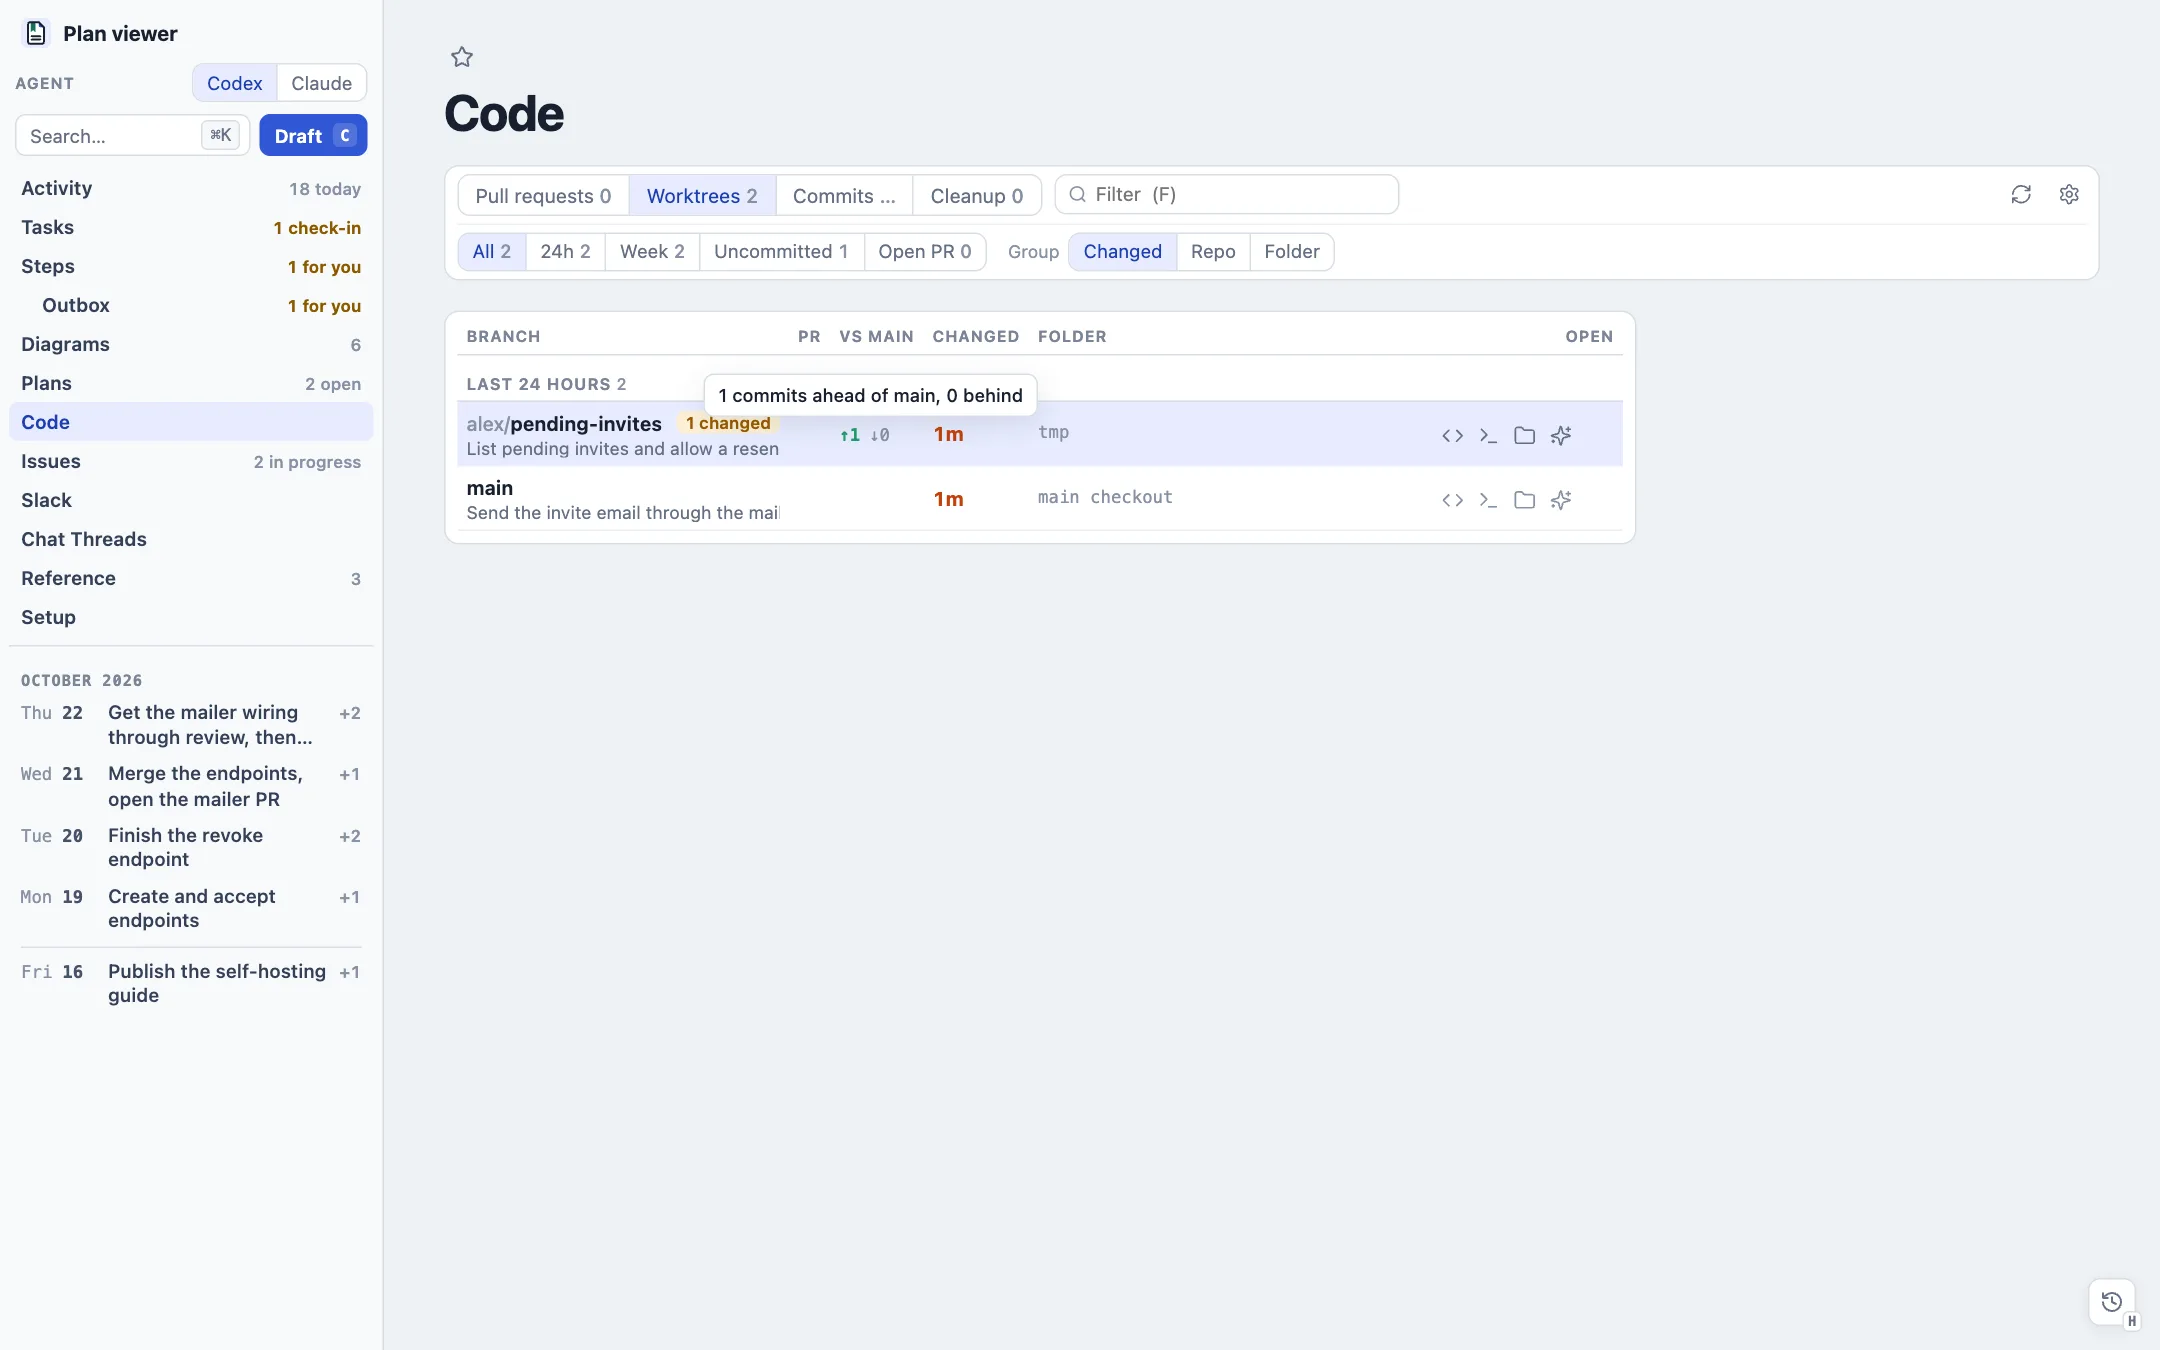 Plan viewer
AGENT
Codex
Claude
Search...
⌘K
Draft C
Activity 18 today
Tasks 1 check-in
Steps 1 for you
Outbox 1 for you
Diagrams 6
Plans 2 open
Code
Issues 2 in progress
Slack
Chat Threads
Reference 3
Setup
OCTOBER 2026
Thu 22 Get the mailer wiring +2
through review, then...
Wed 21 Merge the endpoints, +1
open the mailer PR
Tue 20 Finish the revoke +2
endpoint
Mon 19 Create and accept +1
endpoints
Fri 16 Publish the self-hosting +1
guide
Code
Pull requests 0 Worktrees 2 Commits ... Cleanup 0 Filter (F)
All 2 24h 2 Week 2 Uncommitted 1 Open PR 0 Group Changed Repo Folder
BRANCH PR VS MAIN CHANGED FOLDER OPEN
LAST 24 HOURS 2
1 commits ahead of main, 0 behind
alex/pending-invites 1 changed ↑1 ↓0 1m tmp
List pending invites and allow a resen
main 1m main checkout
Send the invite email through the mai
H